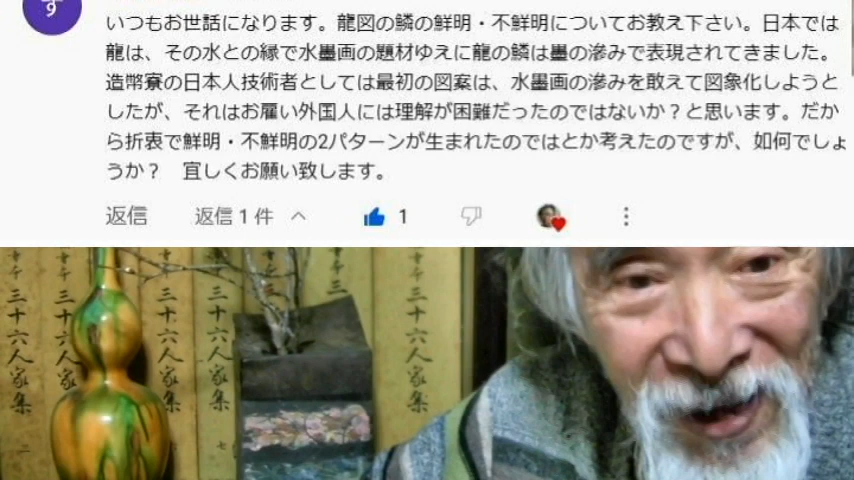 す
いつもお世話になります。龍図の鱗の鮮明・不鮮明についてお教え下さい。日本では
龍は、その水との縁で水墨画の題材ゆえに龍の鱗は墨の滲みで表現されてきました。
造幣寮の日本人技術者としては最初の図案は、水墨画の滲みを敢えて図象化しようと
したが、それはお雇い外国人には理解が困難だったのではないか？と思います。だか
ら折衷で鮮明・不鮮明の2パターンが生まれたのではとか考えたのですが、如何でしょ
うか？　宜しくお願い致します。
返信 返信 1 件 1
三十六人家集
三十六人家集
三十六人家集
三十六人家集
三十六人家集